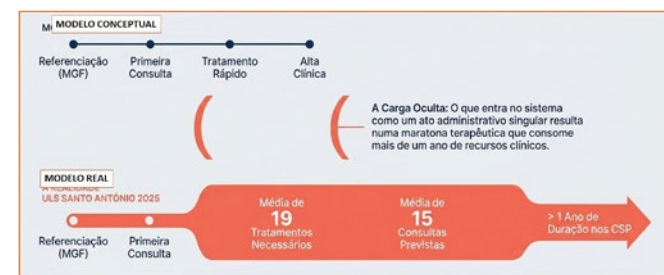 MODELO CONCEPTUAL
Referenciação
(MGF)
Primeira
Consulta
Tratamento
Rápido
Alta
Clínica
A Carga Oculta: O que entra no sistema
como um ato administrativo singular resulta
numa maratona terapêutica que consome
mais de um ano de recursos clínicos.
MODELO REAL
A REALIDADE
ULS SANTO ANTÓNIO 2025
Referenciação
(MGF)
Primeira
Consulta
Média de
19
Tratamentos
Necessários
Média de
15
Consultas
Previstas
> 1 Ano de
Duração nos CSP